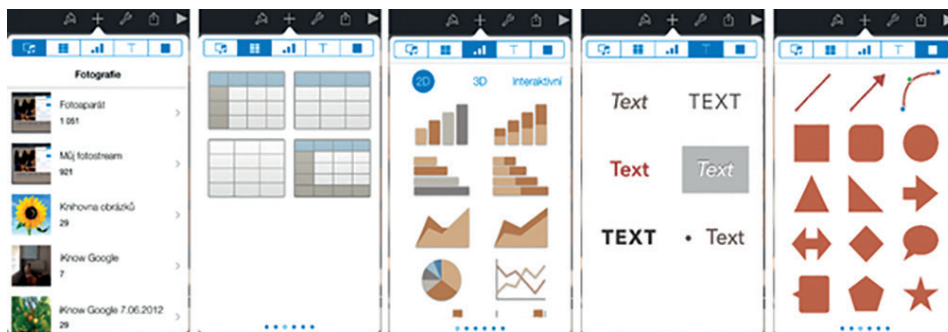 Fotografie
Fotoaparát
1 051
Můj fotostream
921
Knihovna obrázků
29
iKnow Google
7
iKnow Google 7.06.2012
29
2D 3D Interaktivní
Text TEXT
Text Text
TEXT • Text